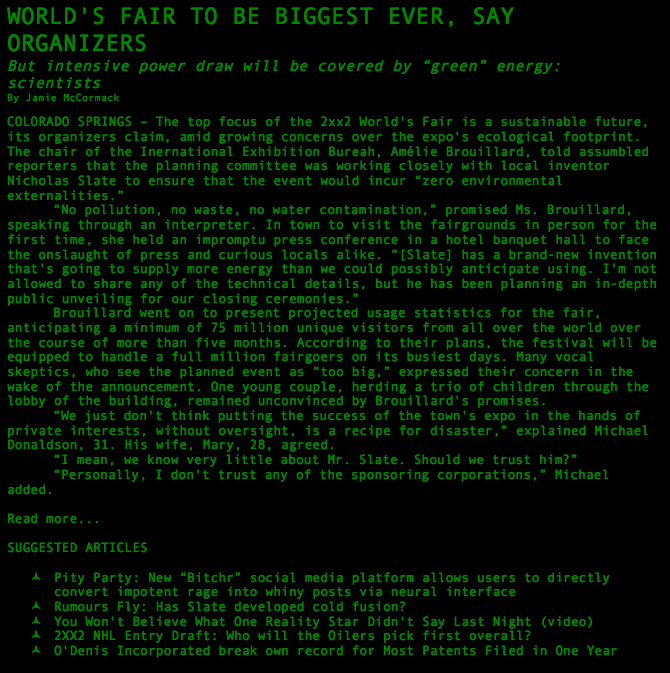 WORLD'S FAIR TO BE BIGGEST EVER, SAY
ORGANIZERS
But intensive power draw will be covered by “green” energy:
scientists
By Jamie McCormack
COLORADO SPRINGS – The top focus of the 2xx2 World's Fair is a sustainable future,
its organizers claim, amid growing concerns over the expo's ecological footprint.
The chair of the Inernational Exhibition Bureah, Amélie Brouillard, told assumbled
reporters that the planning committee was working closely with local inventor
Nicholas Slate to ensure that the event would incur “zero environmental
externalities.”
“No pollution, no waste, no water contamination,” promised Ms. Brouillard,
speaking through an interpreter. In town to visit the fairgrounds in person for the
first time, she held an impromptu press conference in a hotel banquet hall to face
the onslaught of press and curious locals alike. “[Slate] has a brand-new invention
that's going to supply more energy than we could possibly anticipate using. I'm not
allowed to share any of the technical details, but he has been planning an in-depth
public unveiling for our closing ceremonies.”
Brouillard went on to present projected usage statistics for the fair,
anticipating a minimum of 75 million unique visitors from all over the world over
the course of more than five months. According to their plans, the festival will be
equipped to handle a full million fairgoers on its busiest days. Many vocal
skeptics, who see the planned event as “too big,” expressed their concern in the
wake of the announcement. One young couple, herding a trio of children through the
lobby of the building, remained unconvinced by Brouillard's promises.
“We just don't think putting the success of the town's expo in the hands of
private interests, without oversight, is a recipe for disaster,” explained Michael
Donaldson, 31. His wife, Mary, 28, agreed.
“I mean, we know very little about Mr. Slate. Should we trust him?”
“Personally, I don't trust any of the sponsoring corporations,” Michael
added.
Read more...
SUGGESTED ARTICLES
Pity Party: New “Bitchr” social media platform allows users to directly
convert impotent rage into whiny posts via neural interface
Rumours Fly: Has Slate developed cold fusion?
You Won't Believe What One Reality Star Didn't Say Last Night (video)
2XX2 NHL Entry Draft: Who will the Oilers pick first overall?
O'Denis Incorporated break own record for Most Patents Filed in One Year